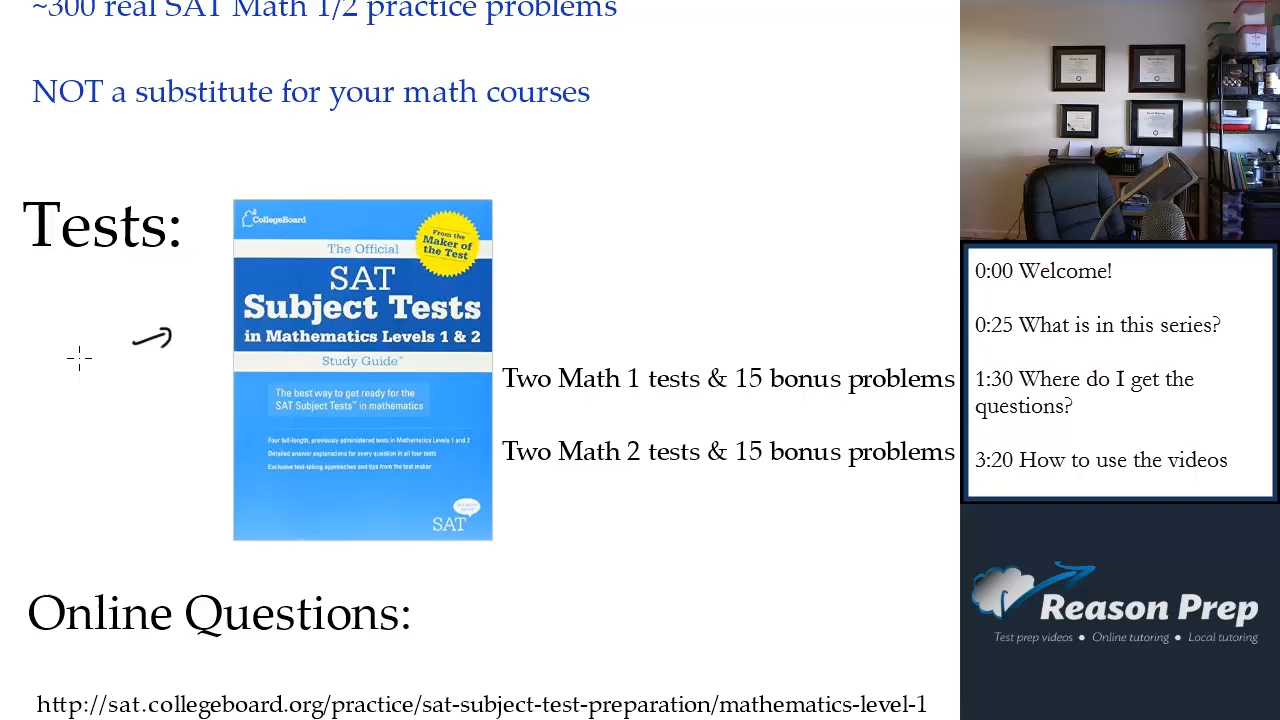 ~300 real SAT Math 1/2 practice problems
NOT a substitute for your math courses
Tests:
CollegeBoard
From the
Maker of
the Test
The Official
SAT
Subject Tests
in Mathematics Levels 1 & 2
Study Guide™
The best way to get ready for the
SAT Subject Tests™ in mathematics
Four full-length, previously administered tests in Mathematics Levels 1 and 2
Detailed answer explanations for every question in all four tests
Exclusive test-taking approaches and tips from the test maker
SAT
Two Math 1 tests & 15 bonus problems
Two Math 2 tests & 15 bonus problems
Online Questions:
http://sat.collegeboard.org/practice/sat-subject-test-preparation/mathematics-level-1
0:00 Welcome!
0:25 What is in this series?
1:30 Where do I get the
questions?
3:20 How to use the videos
Reason Prep
Test prep videos ● Online tutoring ● Local tutoring